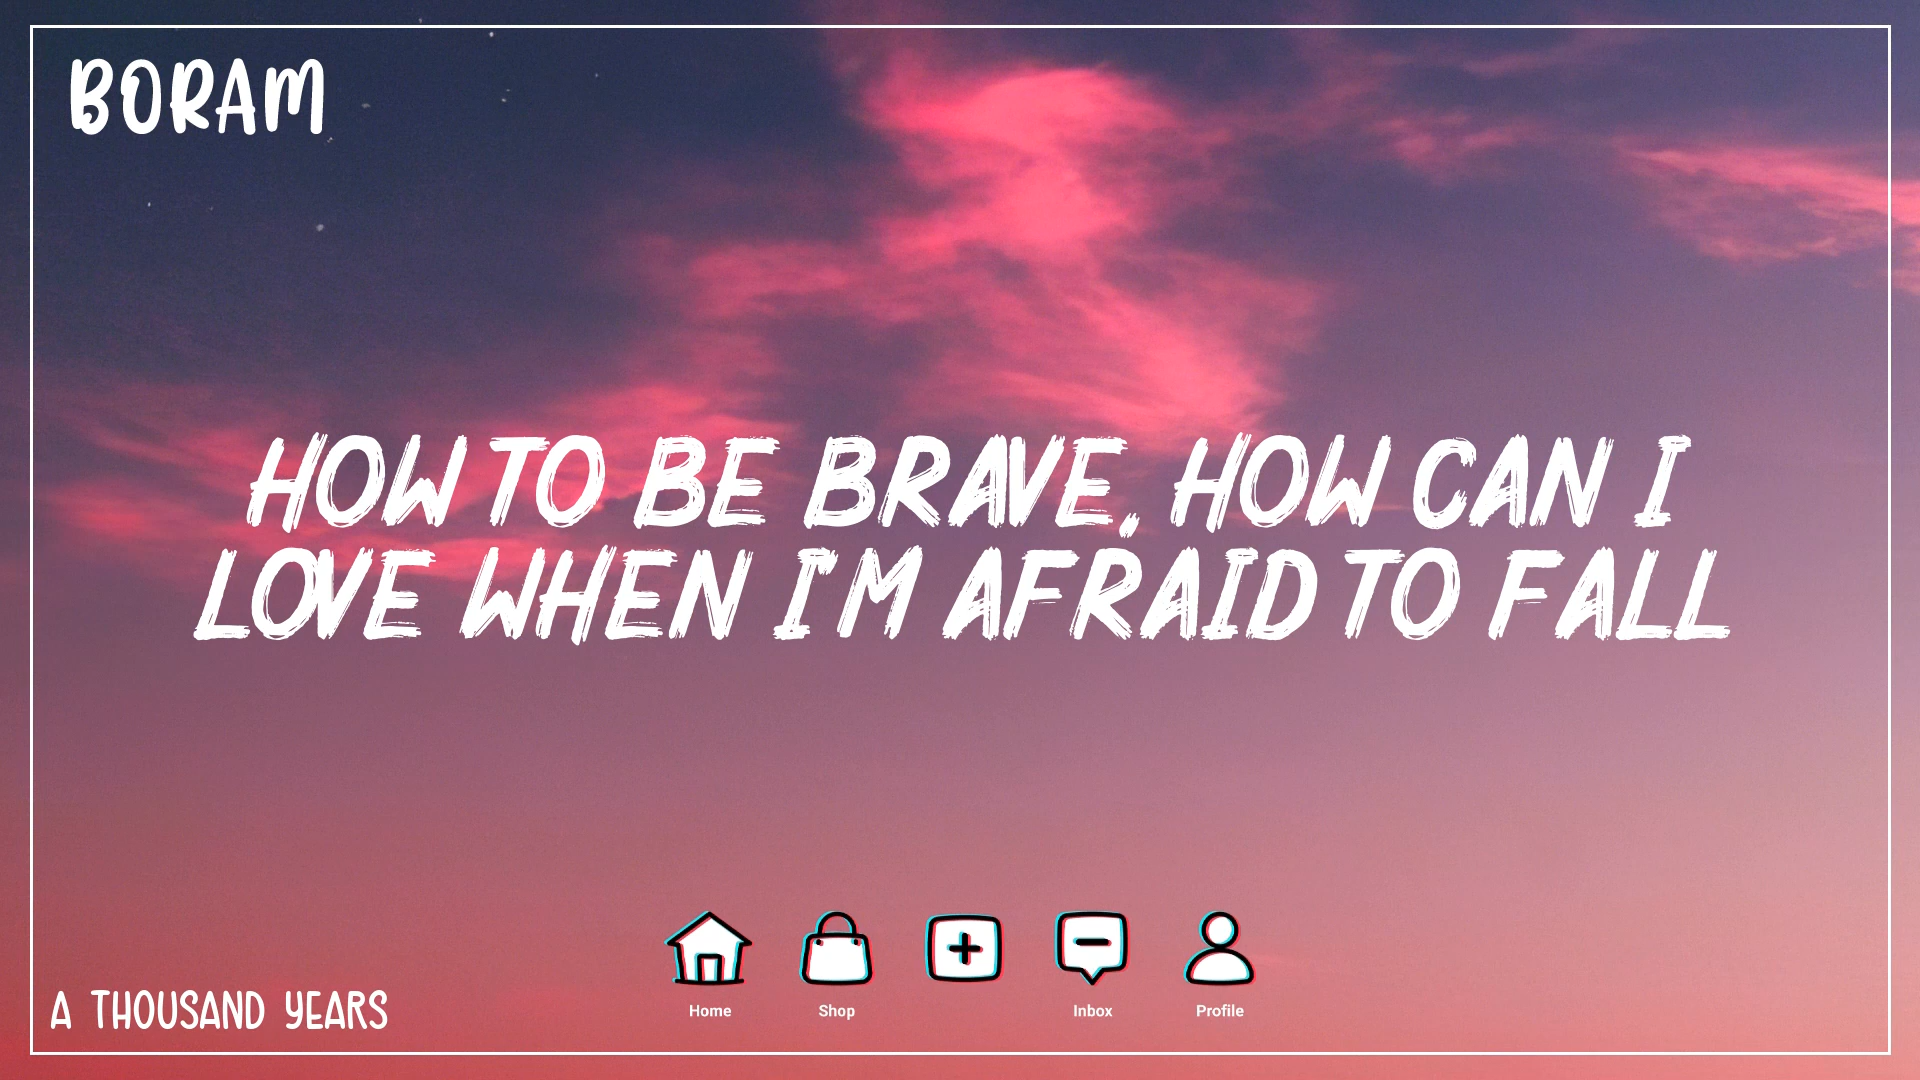 BORAM
HOW TO BE BRAVE, HOW CAN I
LOVE WHEN I'M AFRAID TO FALL
Home
Shop
Inbox
Profile
A THOUSAND YEARS